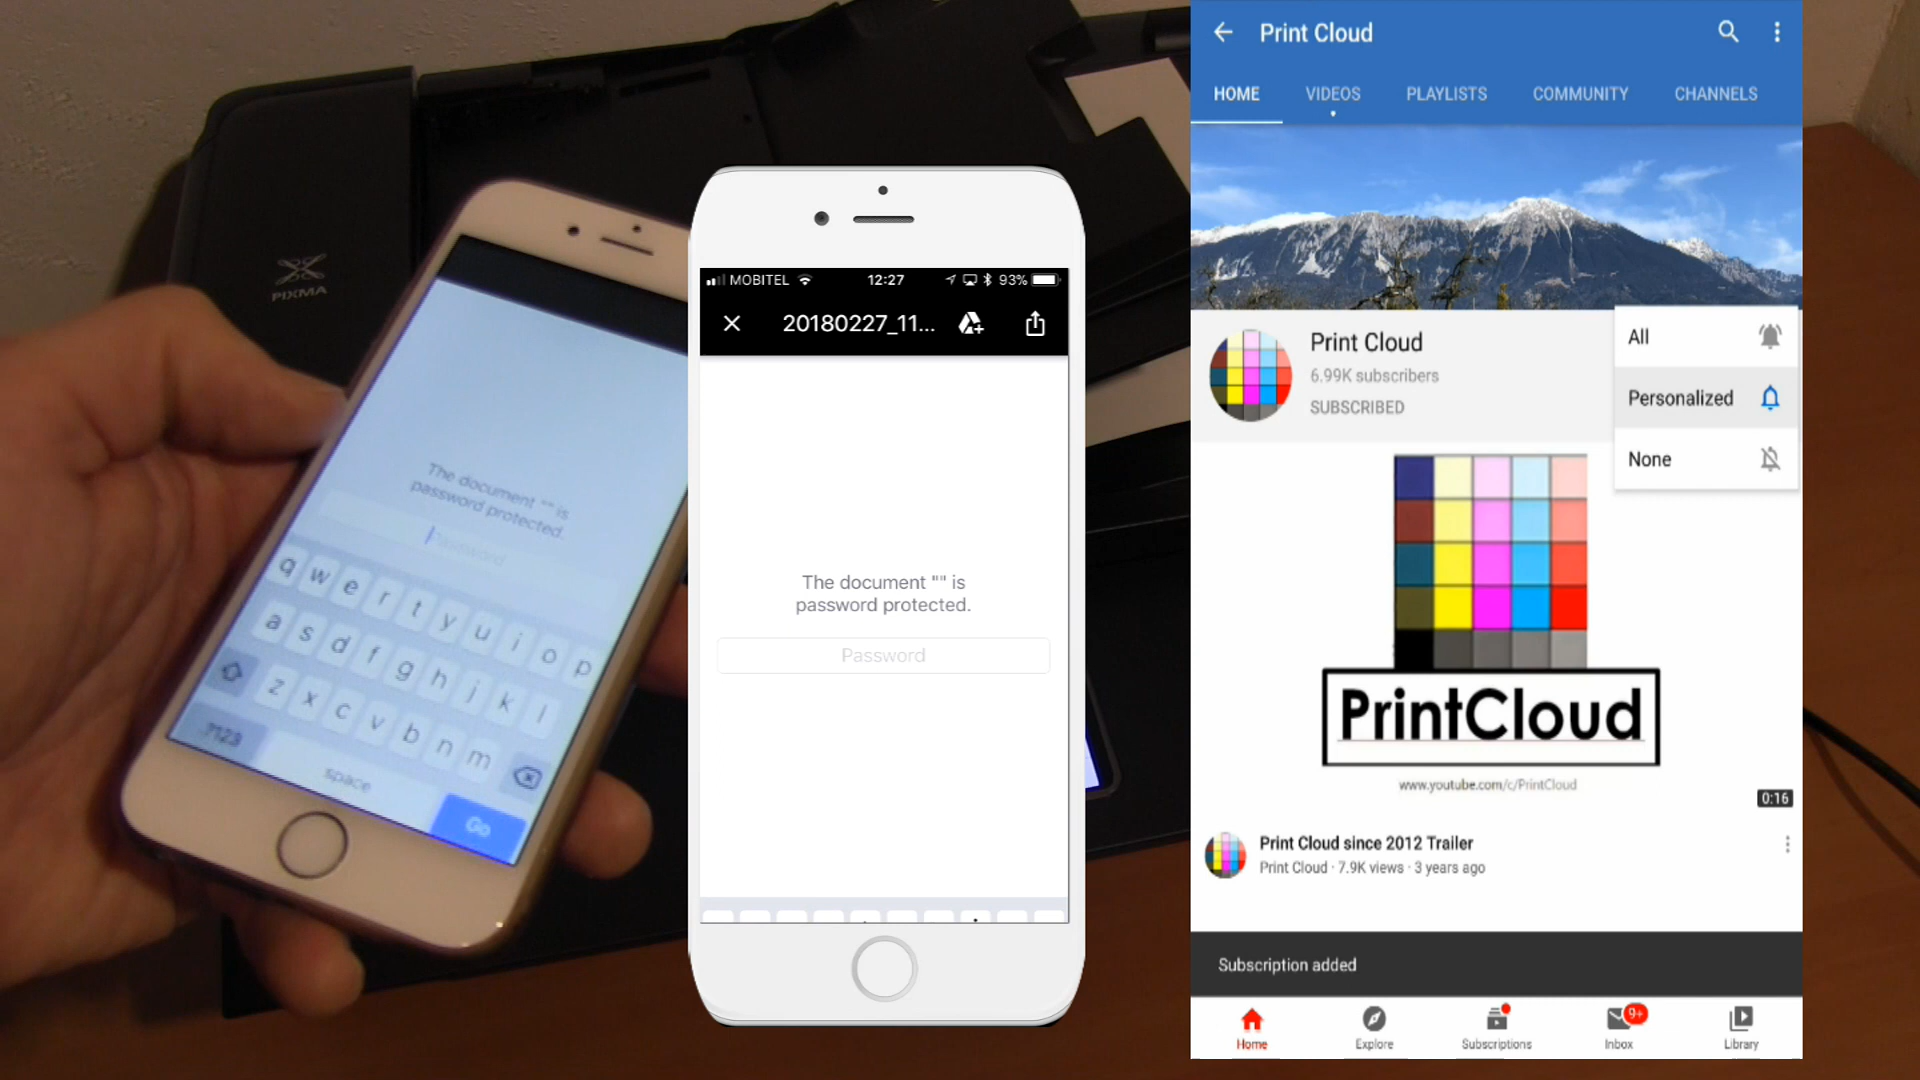 PIXMA
The document "" is
password protected.
Password
q w e r t y u i o p
a s d f g h j k l
z x c v b n m
.?123
space
Go
MOBITEL
12:27
93%
20180227_11...
The document "" is
password protected.
Password
Print Cloud
HOME
VIDEOS
PLAYLISTS
COMMUNITY
CHANNELS
Print Cloud
6.99K subscribers
SUBSCRIBED
All
Personalized
None
PrintCloud
www.youtube.com/c/PrintCloud
0:16
Print Cloud since 2012 Trailer
Print Cloud · 7.9K views · 3 years ago
Subscription added
Home
Explore
Subscriptions
9+
Inbox
Library